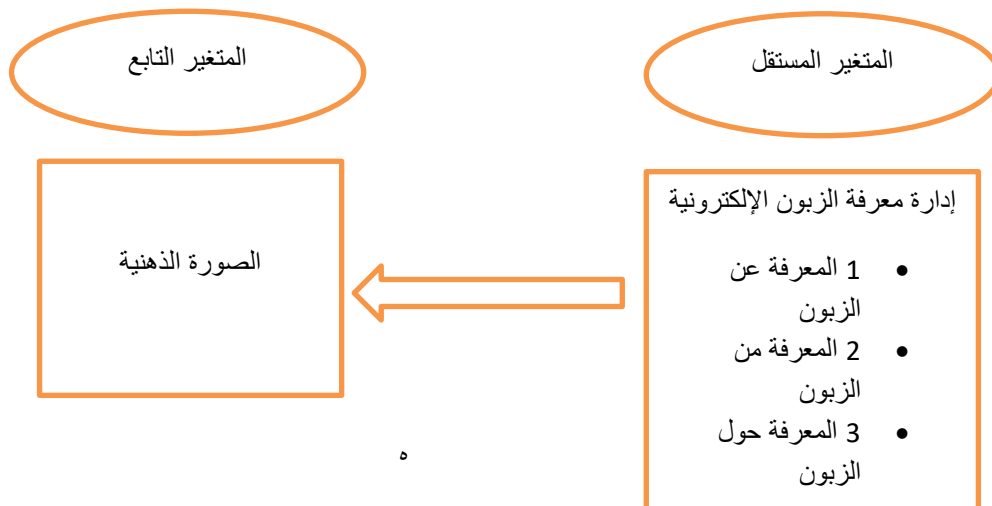 المتغير المستقل
المتغير التابع
إدارة معرفة الزبون الإلكترونية
• 1 المعرفة عن
الزبون
• 2 المعرفة من
الزبون
• 3 المعرفة حول
الزبون
الصورة الذهنية
ه